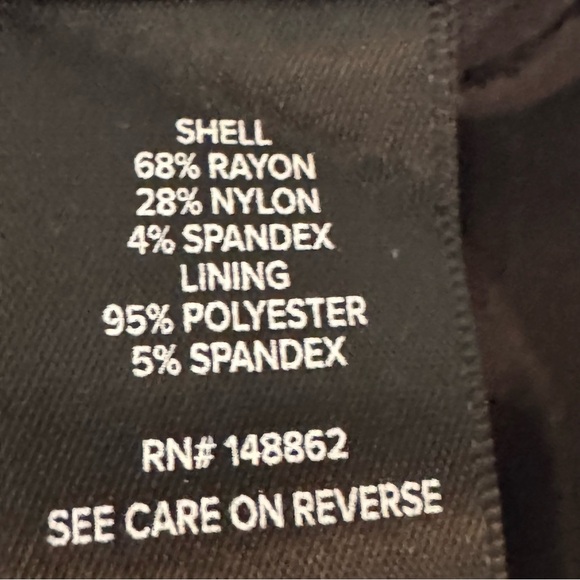 SHELL
68% RAYON
28% NYLON
4% SPANDEX
LINING
95% POLYESTER
5% SPANDEX
RN# 148862
SEE CARE ON REVERSE